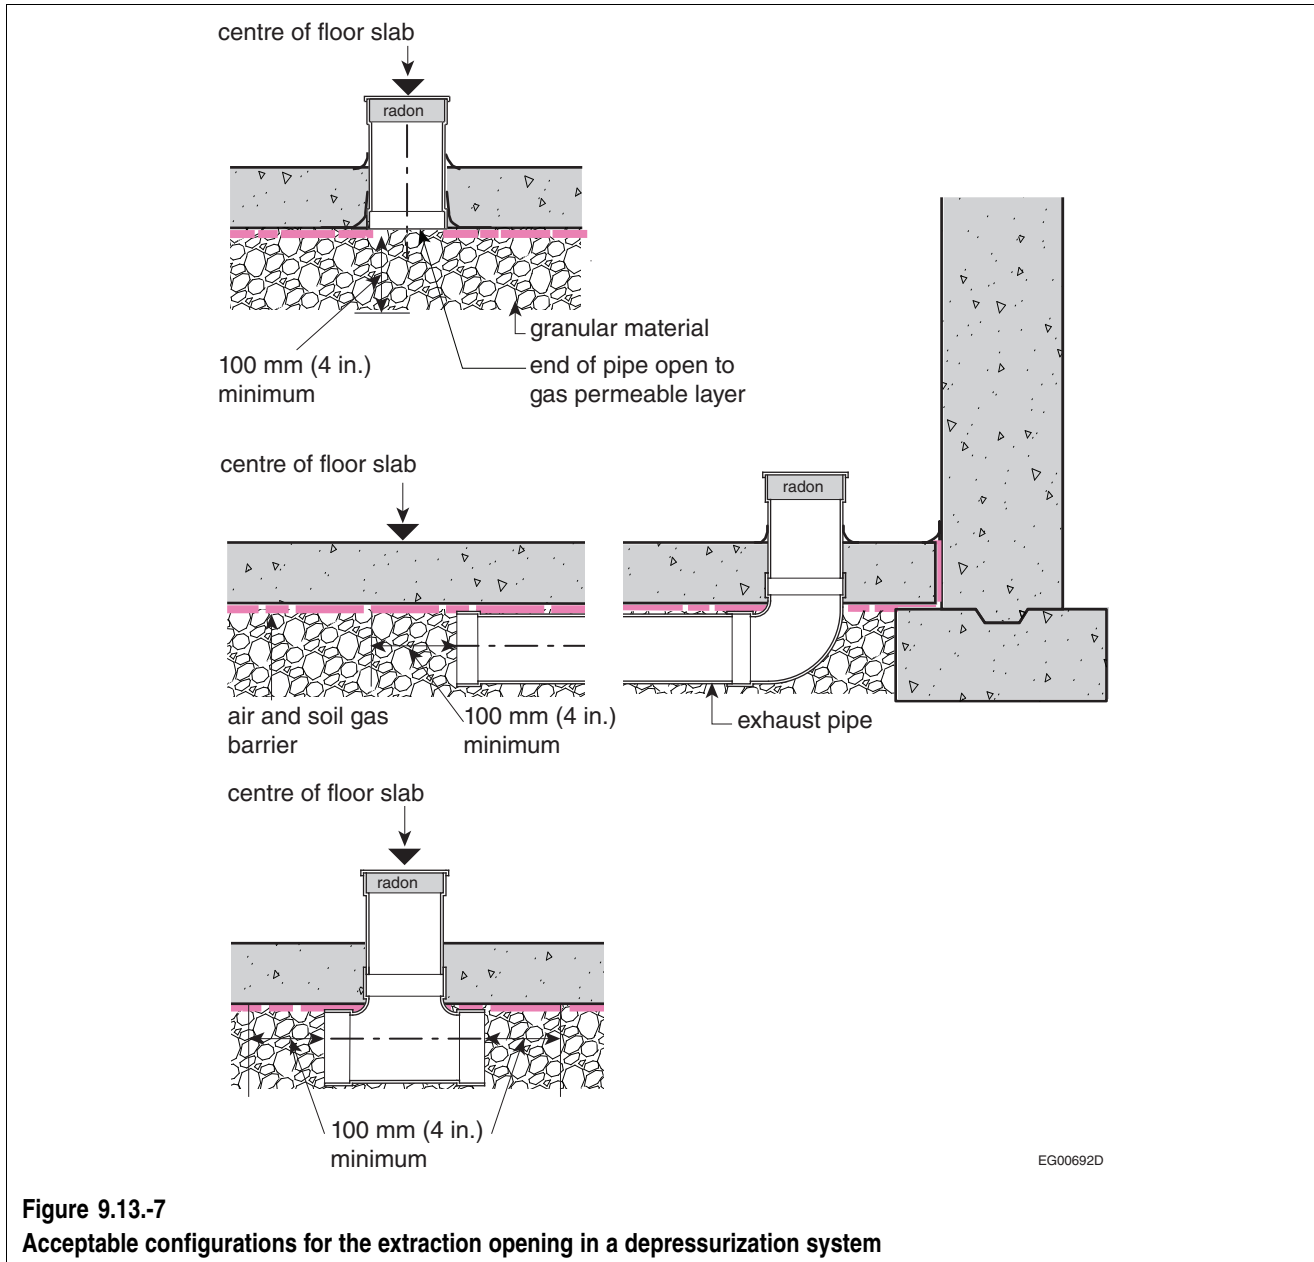 centre of floor slab
radon
granular material
100 mm (4 in.)
minimum
end of pipe open to
gas permeable layer
centre of floor slab
radon
air and soil gas
barrier
100 mm (4 in.)
minimum
exhaust pipe
centre of floor slab
radon
100 mm (4 in.)
minimum
EG00692D
Figure 9.13.-7
Acceptable configurations for the extraction opening in a depressurization system